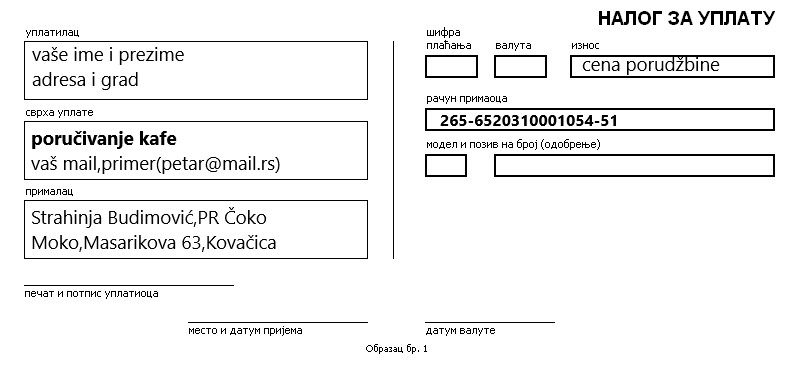 НАЛОГ ЗА УПЛАТУ
уплатилац
vaše ime i prezime
adresa i grad
сврха уплате
poručivanje kafe
vaš mail,primer(petar@mail.rs)
прималац
Strahinja Budimović,PR Čoko
Moko,Masarikova 63,Kovačica
печат и потпис уплатиоца
место и датум пријема
шифра
плаћања
валута
износ
cena porudžbine
рачун примаоца
265-6520310001054-51
модел и позив на број (одобрење)
датум валуте
Образац бр. 1